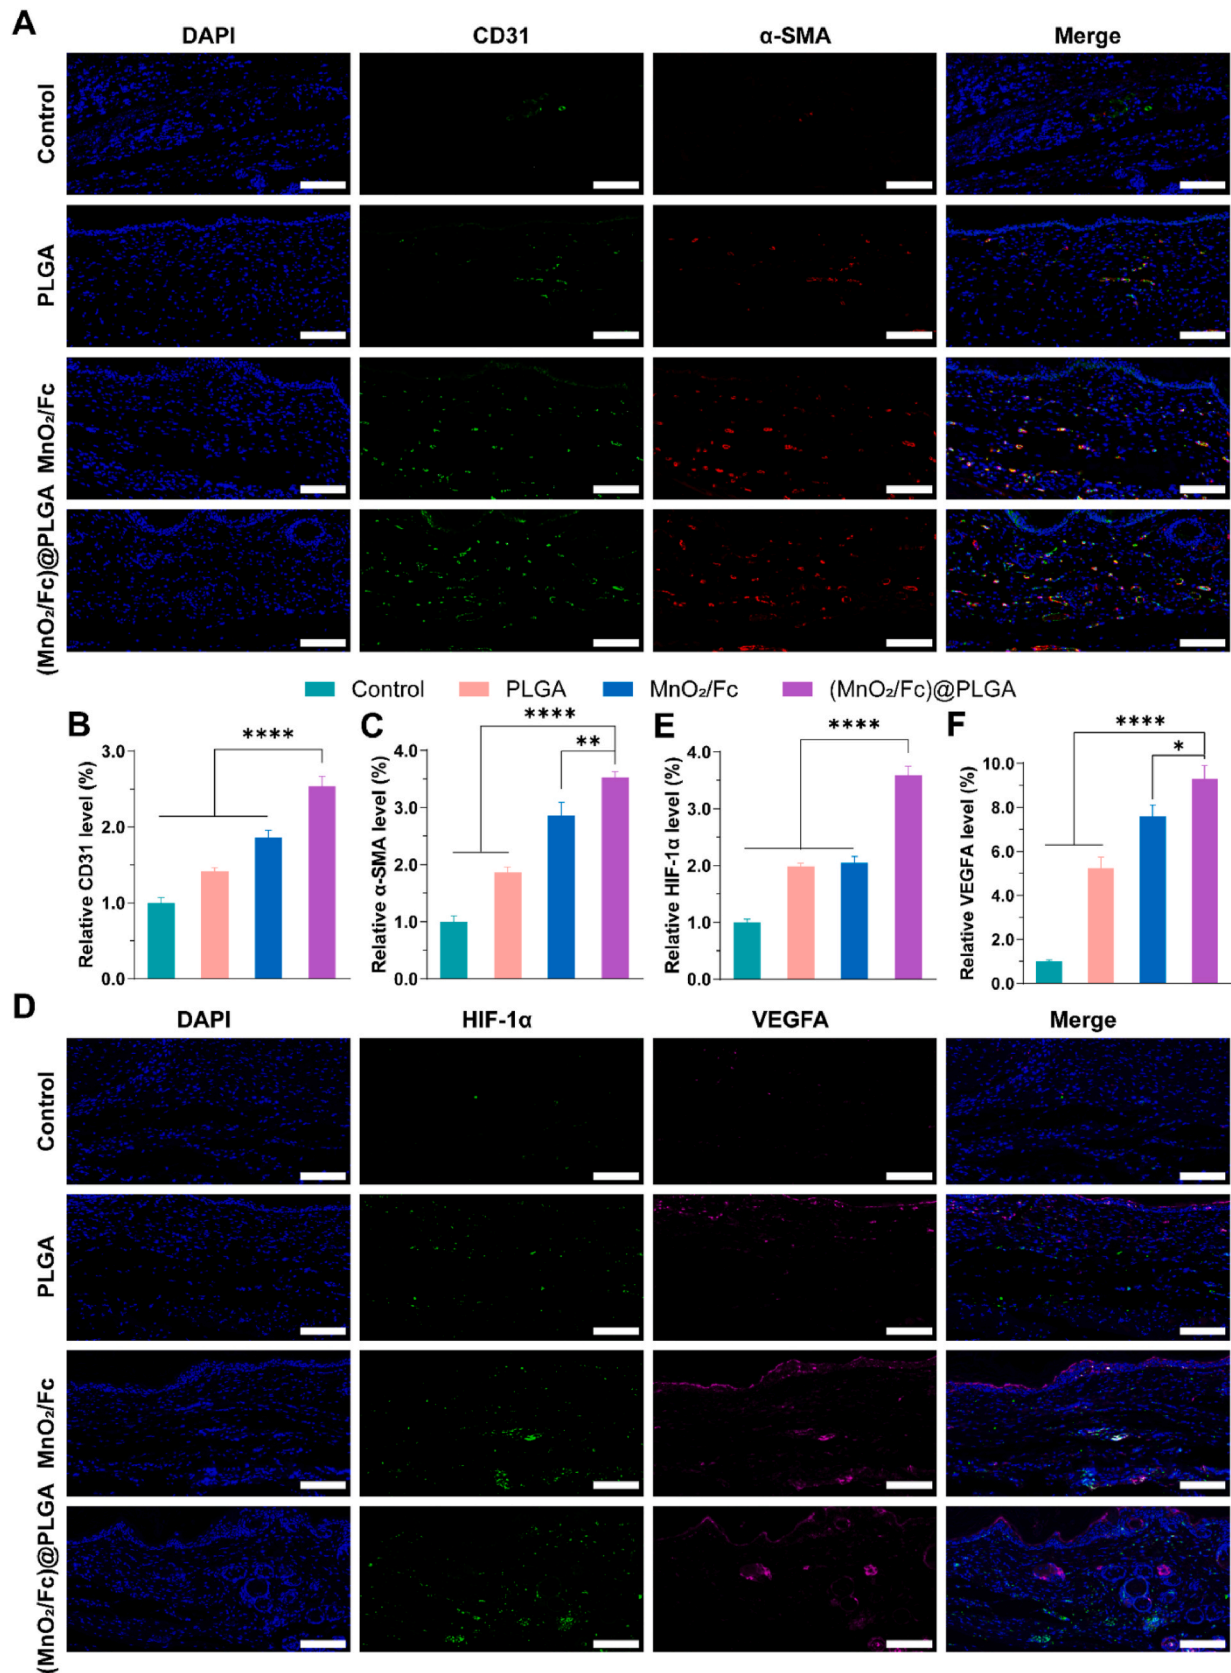 A
DAPI CD31 α-SMA Merge
Control
PLGA
MnO₂/Fc
(MnO₂/Fc)@PLGA
Control PLGA MnO₂/Fc (MnO₂/Fc)@PLGA
B
Relative CD31 level (%)
3.0
2.0
1.0
0.0
****
C
Relative α-SMA level (%)
4.0
3.0
2.0
1.0
0.0
****
**
E
Relative HIF-1α level (%)
4.0
3.0
2.0
1.0
0.0
****
F
Relative VEGFA level (%)
10.0
8.0
6.0
4.0
2.0
0.0
****
*
D
DAPI HIF-1α VEGFA Merge
Control
PLGA
MnO₂/Fc
(MnO₂/Fc)@PLGA